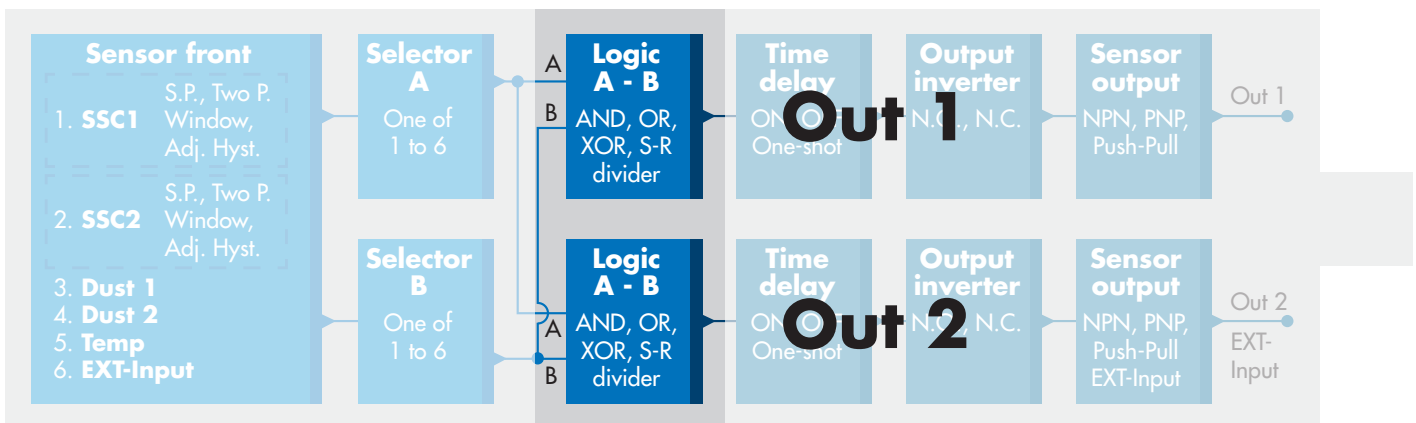 Sensor front
1. SSC1
S.P., Two P.
Window,
Adj. Hyst.
2. SSC2
S.P., Two P.
Window,
Adj. Hyst.
3. Dust 1
4. Dust 2
5. Temp
6. EXT-Input
Selector
A
One of
1 to 6
Selector
B
One of
1 to 6
A
B
Logic
A - B
AND, OR,
XOR, S-R
divider
A
B
Logic
A - B
AND, OR,
XOR, S-R
divider
Time
delay
One-shot
Output
inverter
N.C.
Sensor
output
NPN, PNP,
Push-Pull
Out 1
Out 1
Time
delay
One-shot
Output
inverter
N.C.
Sensor
output
NPN, PNP,
Push-Pull
EXT-Input
Out 2
Out 2
EXT-
Input